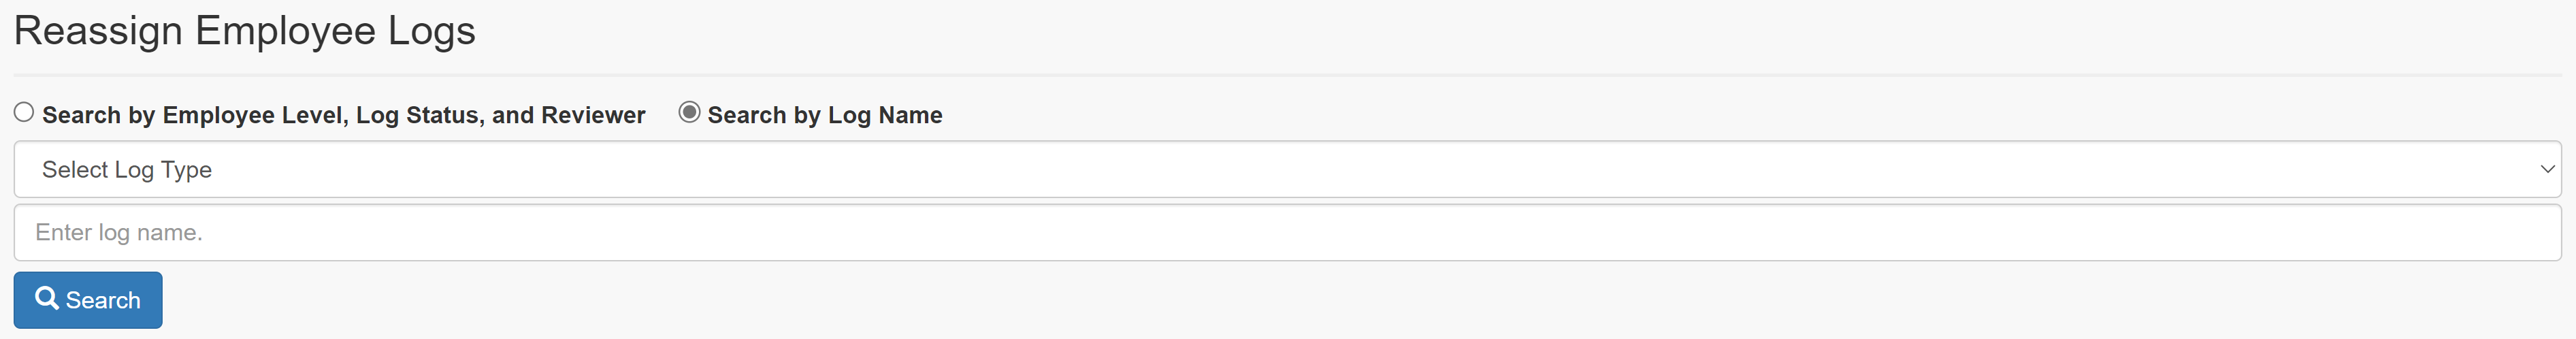 Reassign Employee Logs
Search by Employee Level, Log Status, and Reviewer Search by Log Name
Select Log Type
Enter log name.
Search